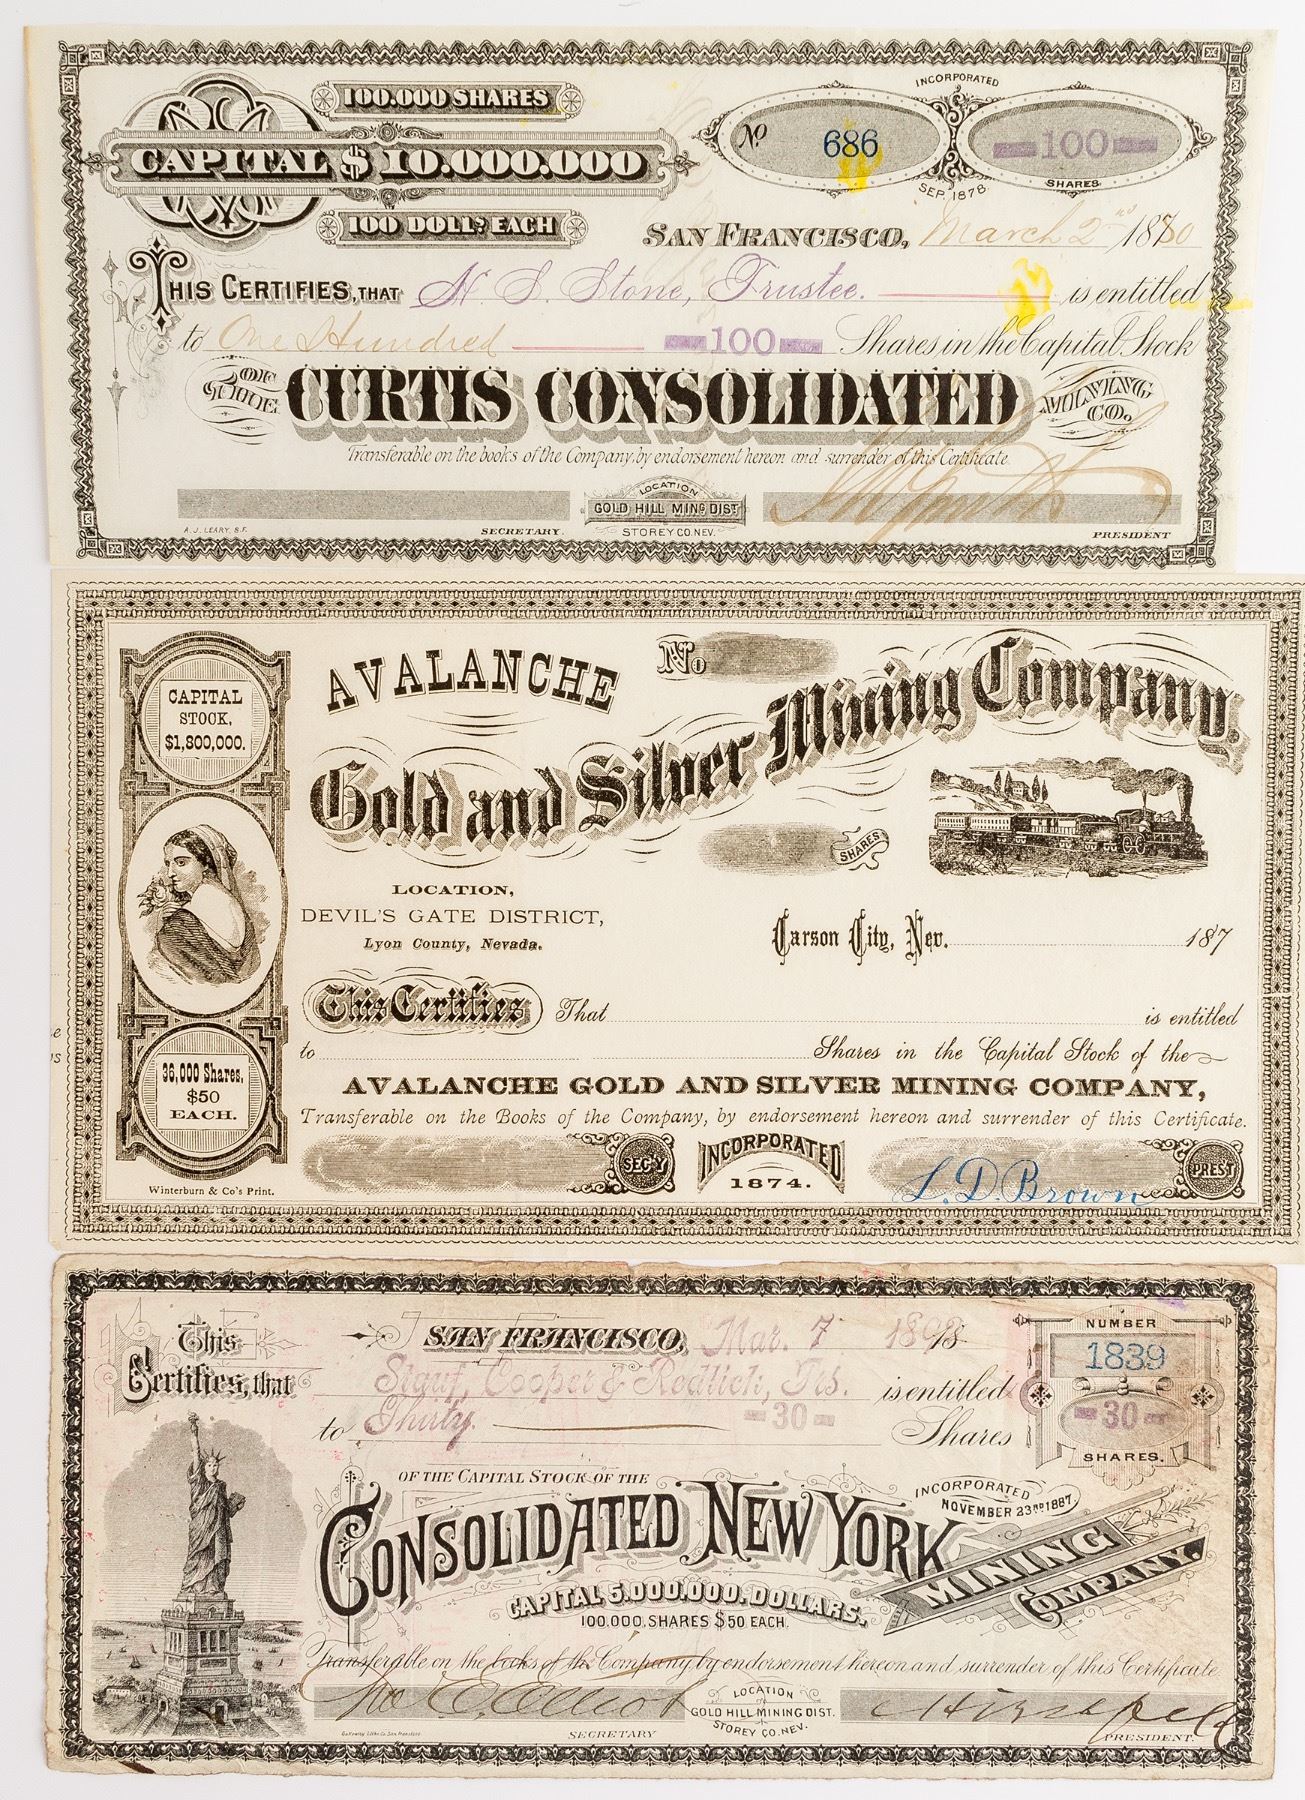 100.000 SHARES
CAPITAL $10.000.000
100 DOLLS EACH
No 686
INCORPORATED
SEP. 1878
100
SHARES
SAN FRANCISCO, March 2nd 1880
THIS CERTIFIES, THAT N. S. Stone, Trustee. is entitled
to One Hundred 100 Shares in the Capital Stock
OF THE CURTIS CONSOLIDATED MINING CO.
Transferable on the books of the Company, by endorsement hereon and surrender of this Certificate.
LOCATION
GOLD HILL MING DIST
STOREY CO. NEV.
A. J. LEARY. S.F.
SECRETARY.
PRESIDENT
CAPITAL
STOCK,
$1,800,000.
AVALANCHE
No
Gold and Silver Mining Company.
SHARES
LOCATION,
DEVIL'S GATE DISTRICT,
Lyon County, Nevada.
Carson City, Nev. 187
This Certifies That is entitled
to Shares in the Capital Stock of the
AVALANCHE GOLD AND SILVER MINING COMPANY,
Transferable on the Books of the Company, by endorsement hereon and surrender of this Certificate.
36,000 Shares,
$50
EACH.
SEC'Y
INCORPORATED
1874.
L. D. Brown
PREST
Winterburn & Co's Print.
This
Certifies, that
SAN FRANCISCO, Mar. 7 1898
Stauf, Cooper & Redlich, Trs. is entitled
to Thirty. 30 Shares
NUMBER
1839
30
SHARES.
OF THE CAPITAL STOCK OF THE
INCORPORATED
NOVEMBER 23RD 1887
CONSOLIDATED NEW YORK
MINING
COMPANY.
CAPITAL 5.000.000. DOLLARS.
100.000. SHARES $50 EACH.
Transferable on the books of the Company by endorsement hereon and surrender of this Certificate.
LOCATION
GOLD HILL MINING DIST.
STOREY CO. NEV.
SECRETARY
PRESIDENT.